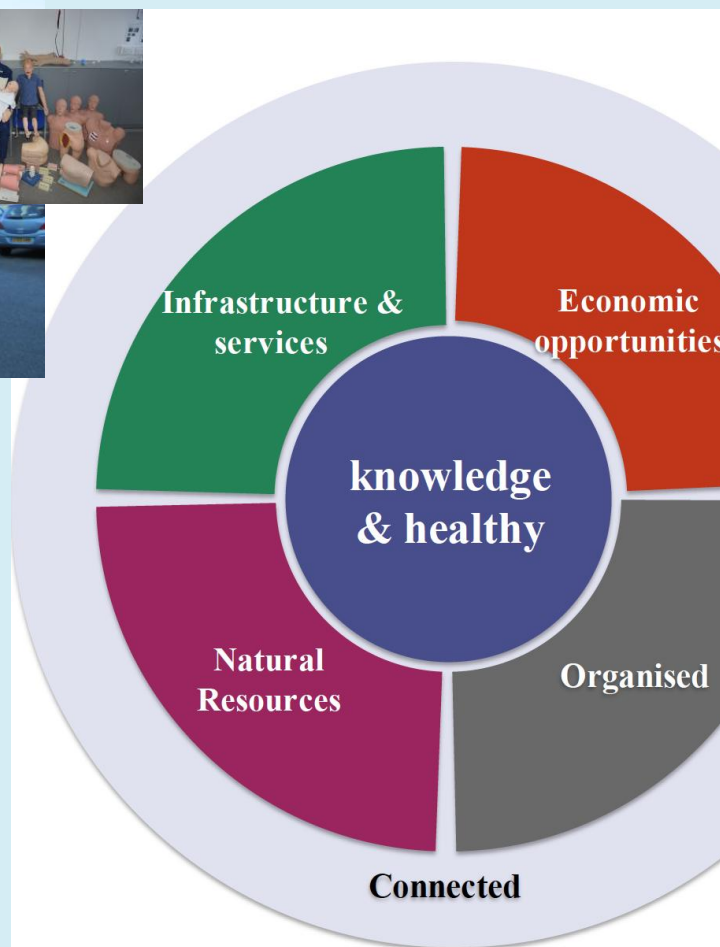 Infrastructure &
services
Economic
opportunities
knowledge
& healthy
Natural
Resources
Organised
Connected